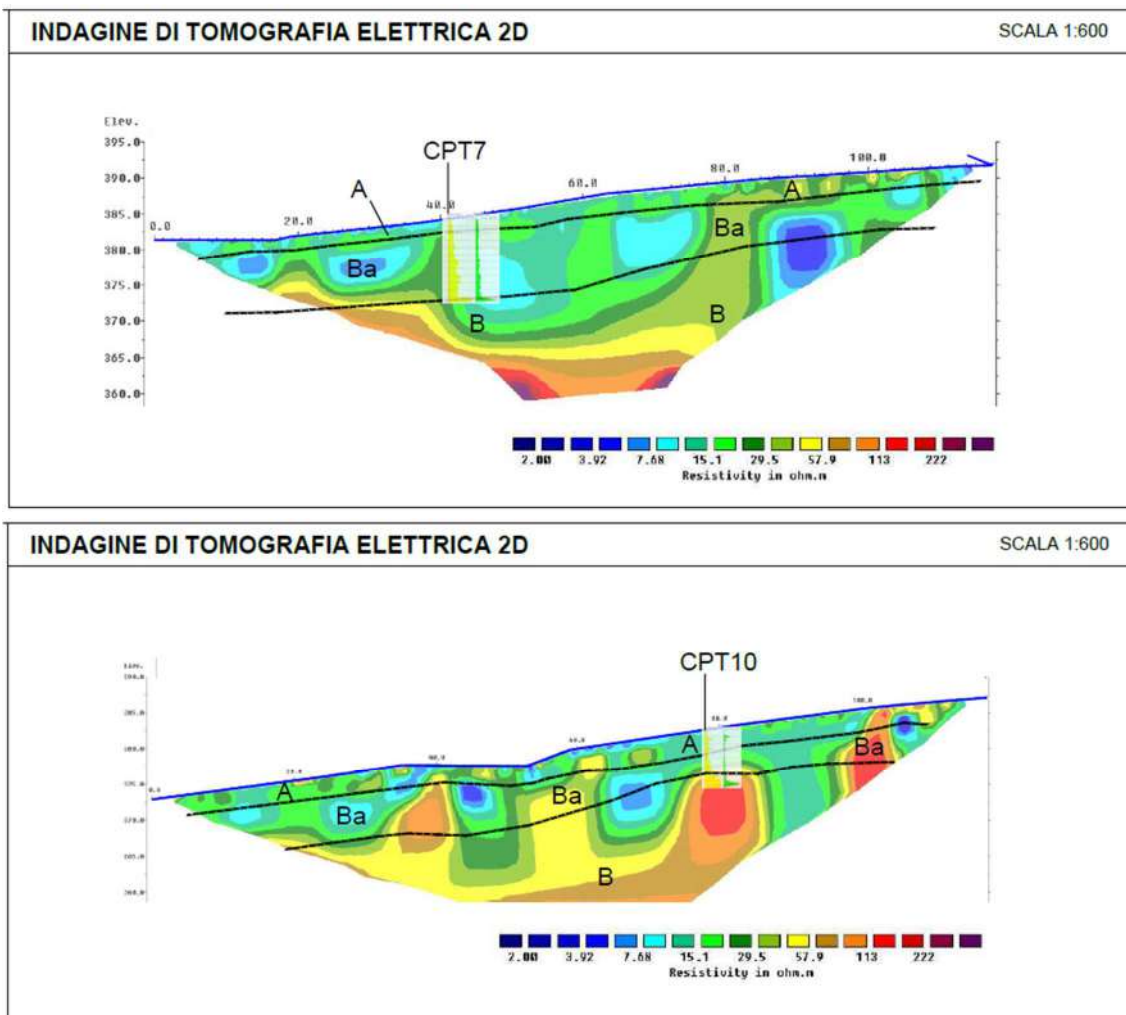 INDAGINE DI TOMOGRAFIA ELETTRICA 2D SCALA 1:600
Elev.
395.0
390.0
385.0
380.0
375.0
370.0
365.0
360.0
CPT7
A
0.0 20.0 40.0 60.0 80.0 100.0
A
Ba
Ba
B
B
2.00 3.92 7.68 15.1 29.5 57.9 113 222
Resistivity in ohm.m
INDAGINE DI TOMOGRAFIA ELETTRICA 2D SCALA 1:600
CPT10
A
A
Ba
Ba
Ba
B
2.00 3.92 7.68 15.1 29.5 57.9 113 222
Resistivity in ohm.m